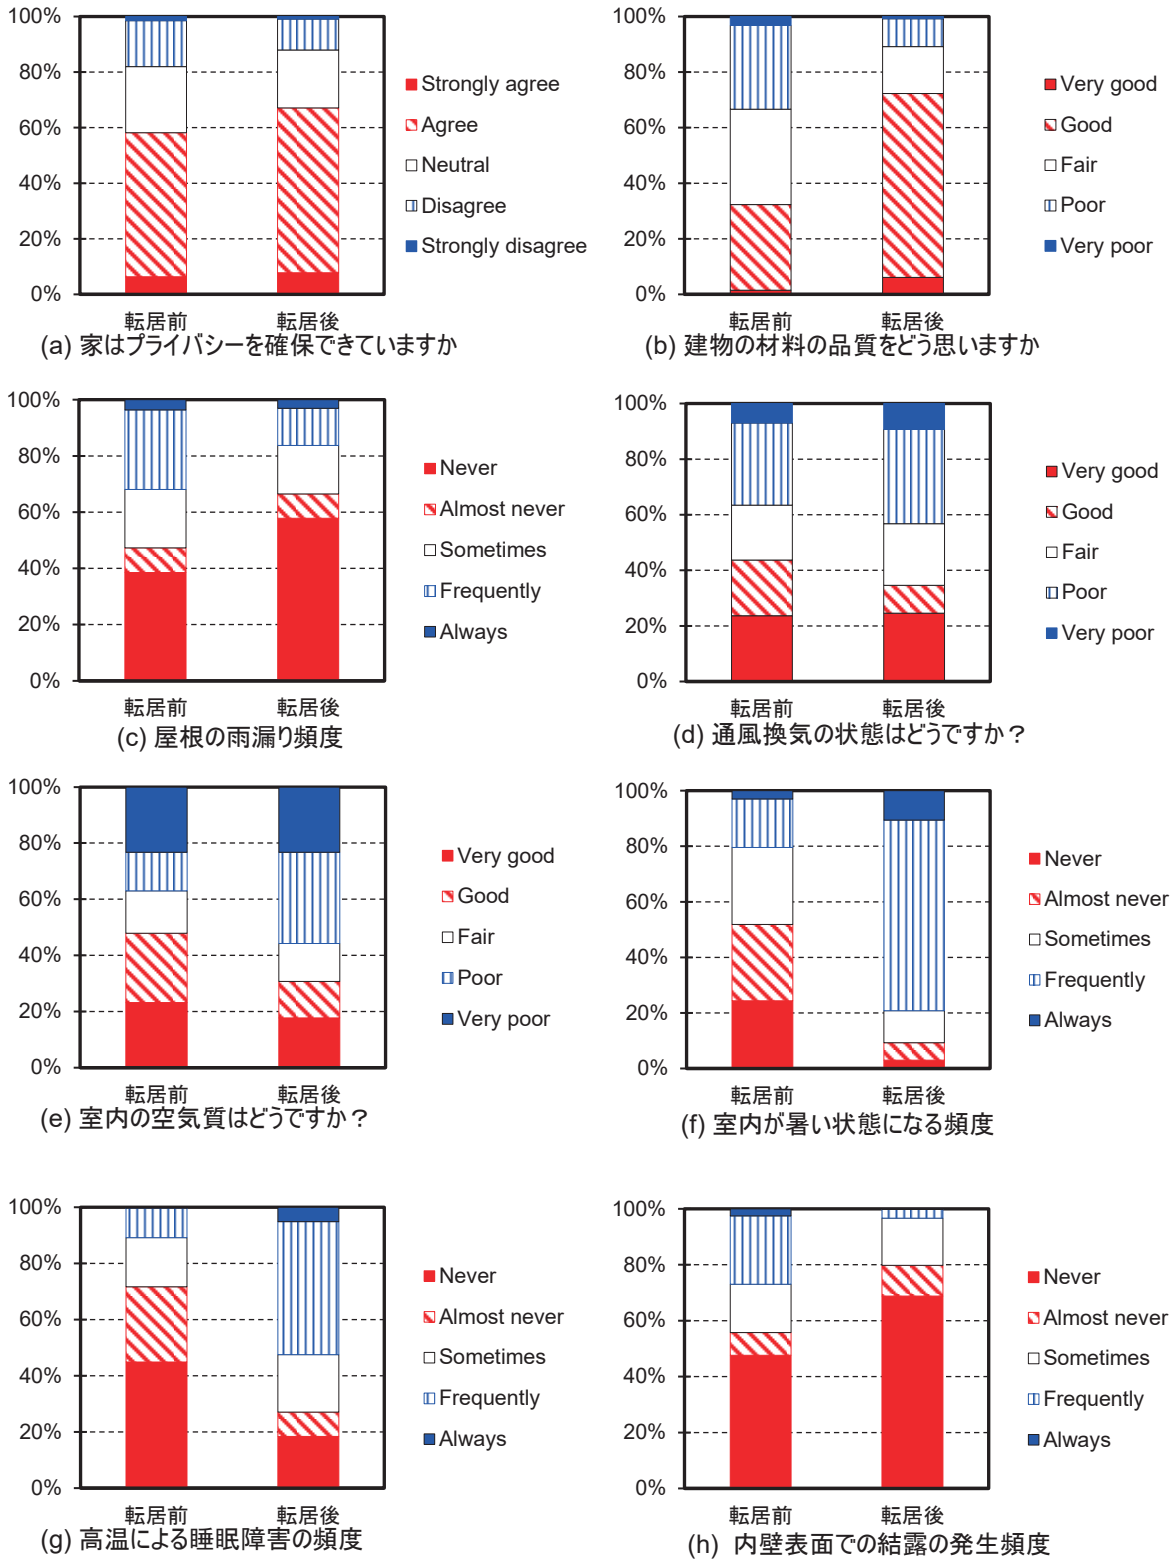 100%
80%
60%
40%
20%
0%
転居前
転居後
Strongly agree
Agree
Neutral
Disagree
Strongly disagree
(a) 家はプライバシーを確保できていますか
100%
80%
60%
40%
20%
0%
転居前
転居後
Very good
Good
Fair
Poor
Very poor
(b) 建物の材料の品質をどう思いますか
100%
80%
60%
40%
20%
0%
転居前
転居後
Never
Almost never
Sometimes
Frequently
Always
(c) 屋根の雨漏り頻度
100%
80%
60%
40%
20%
0%
転居前
転居後
Very good
Good
Fair
Poor
Very poor
(d) 通風換気の状態はどうですか？
100%
80%
60%
40%
20%
0%
転居前
転居後
Very good
Good
Fair
Poor
Very poor
(e) 室内の空気質はどうですか？
100%
80%
60%
40%
20%
0%
転居前
転居後
Never
Almost never
Sometimes
Frequently
Always
(f) 室内が暑い状態になる頻度
100%
80%
60%
40%
20%
0%
転居前
転居後
Never
Almost never
Sometimes
Frequently
Always
(g) 高温による睡眠障害の頻度
100%
80%
60%
40%
20%
0%
転居前
転居後
Never
Almost never
Sometimes
Frequently
Always
(h) 内壁表面での結露の発生頻度